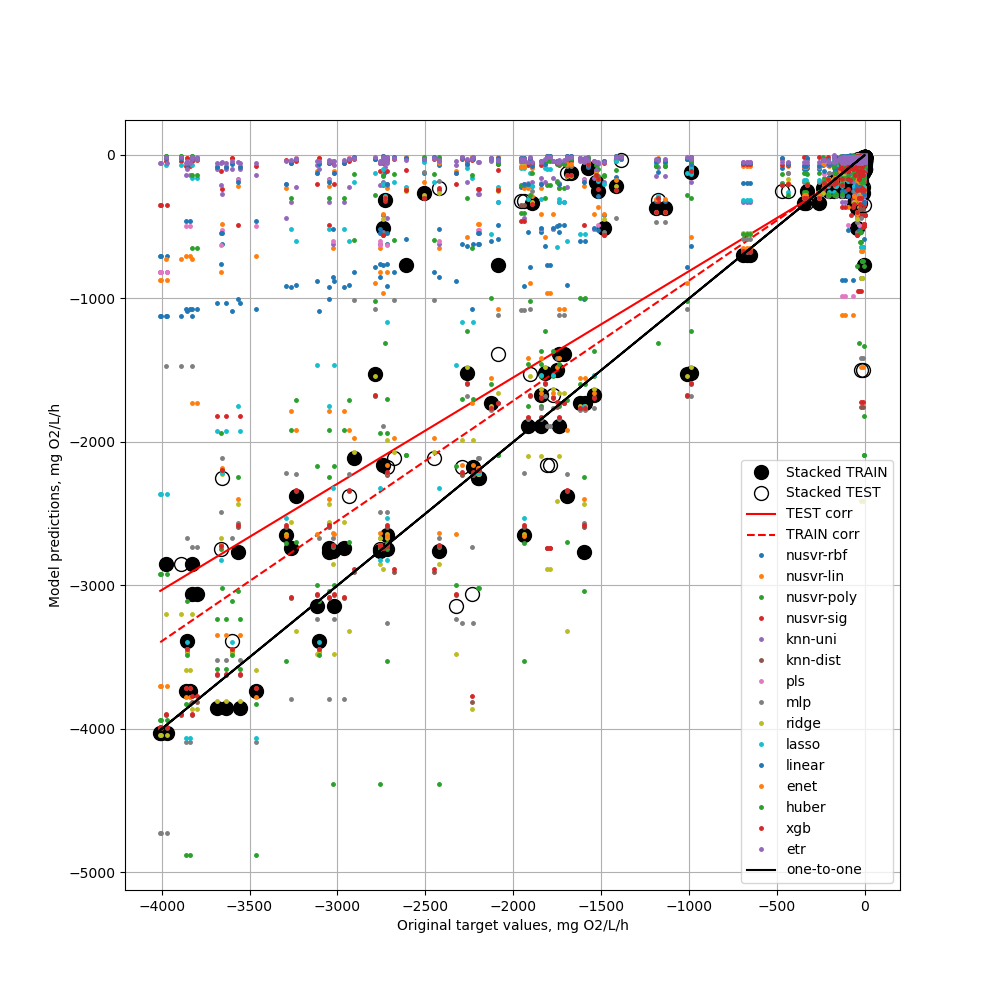 0
−1000
−2000
−3000
−4000
−5000
Model predictions, mg O2/L/h
Stacked TRAIN
Stacked TEST
TEST corr
TRAIN corr
nusvr-rbf
nusvr-lin
nusvr-poly
nusvr-sig
knn-uni
knn-dist
pls
mlp
ridge
lasso
linear
enet
huber
xgb
etr
one-to-one
−4000 −3500 −3000 −2500 −2000 −1500 −1000 −500 0
Original target values, mg O2/L/h